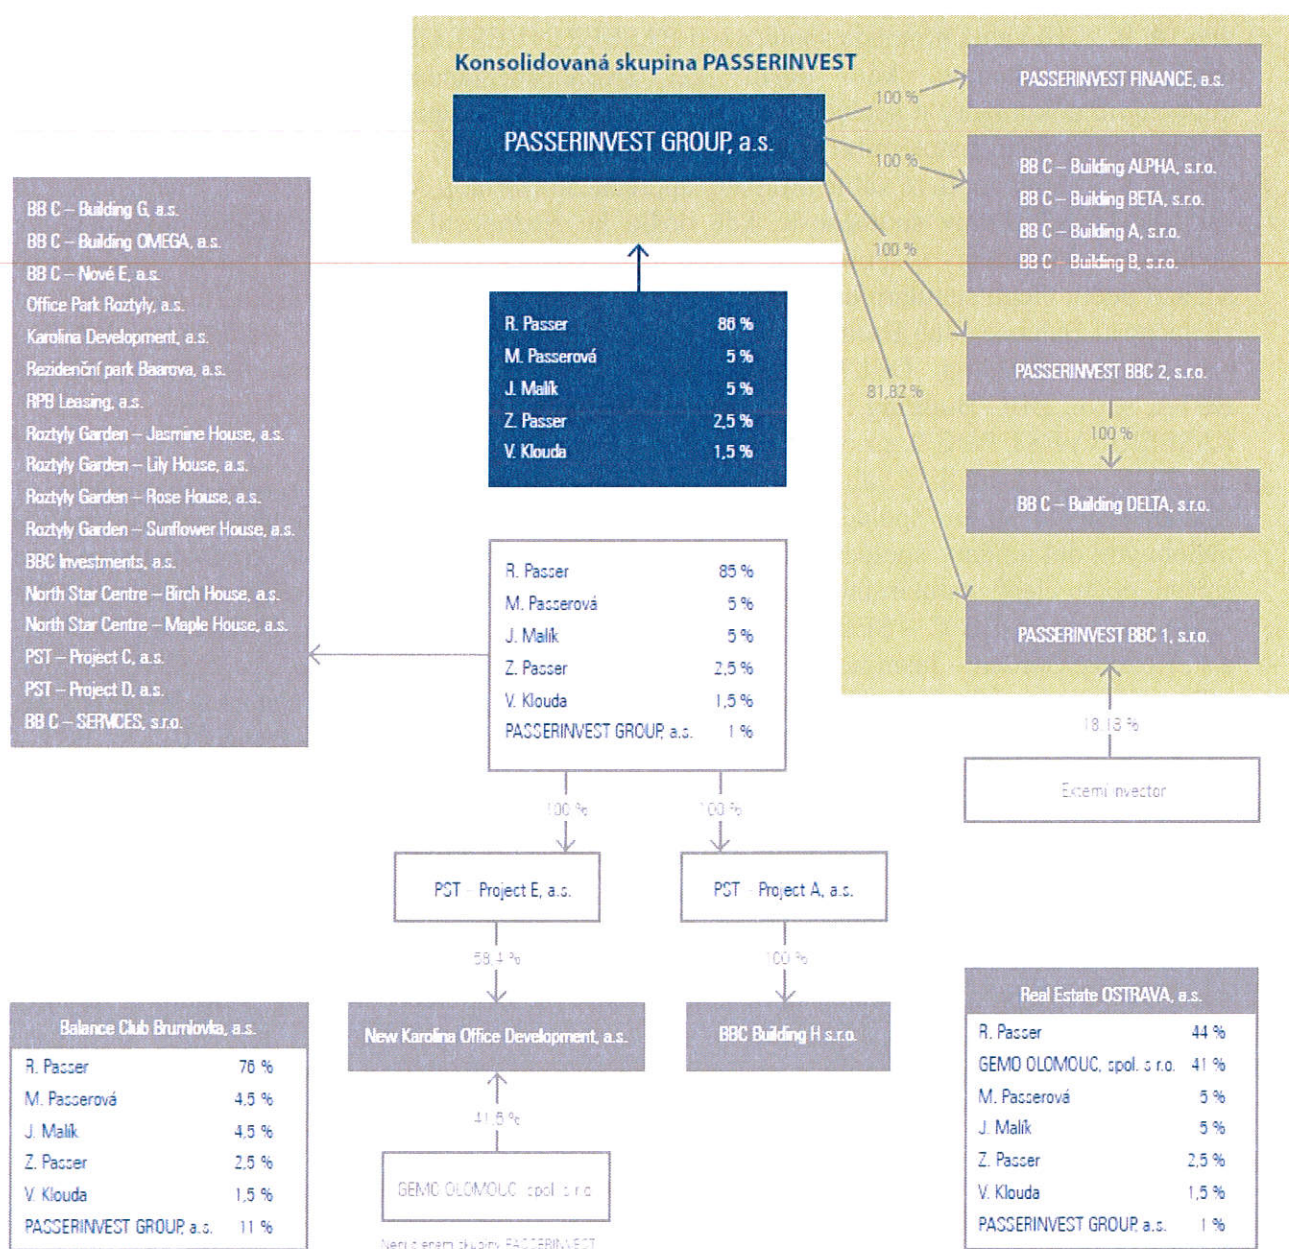 Konsolidovaná skupina PASSERINVEST
PASSERINVEST GROUP, a.s.
100 %
PASSERINVEST FINANCE, a.s.
100 %
BB C – Building ALPHA, s.r.o.
BB C – Building BETA, s.r.o.
BB C – Building A, s.r.o.
BB C – Building B, s.r.o.
100 %
PASSERINVEST BBC 2, s.r.o.
100 %
BB C – Building DELTA, s.r.o.
81,82 %
PASSERINVEST BBC 1, s.r.o.
18,18 %
Externí investor
R. Passer 86 %
M. Passerová 5 %
J. Malík 5 %
Z. Passer 2,5 %
V. Klouda 1,5 %
BB C – Building G, a.s.
BB C – Building OMEGA, a.s.
BB C – Nové E, a.s.
Office Park Roztyly, a.s.
Karolina Development, a.s.
Rezidenční park Baarova, a.s.
RPB Leasing, a.s.
Roztyly Garden – Jasmine House, a.s.
Roztyly Garden – Lily House, a.s.
Roztyly Garden – Rose House, a.s.
Roztyly Garden – Sunflower House, a.s.
BBC Investments, a.s.
North Star Centre – Birch House, a.s.
North Star Centre – Maple House, a.s.
PST – Project C, a.s.
PST – Project D, a.s.
BB C – SERVICES, s.r.o.
R. Passer 85 %
M. Passerová 5 %
J. Malík 5 %
Z. Passer 2,5 %
V. Klouda 1,5 %
PASSERINVEST GROUP, a.s. 1 %
100 %
100 %
PST – Project E, a.s.
PST – Project A, a.s.
58,4 %
100 %
New Karolina Office Development, a.s.
BBC Building H s.r.o.
41,6 %
GEMO OLOMOUC, spol. s r.o.
Není členem skupiny PASSERINVEST
Balance Club Brumlovka, a.s.
R. Passer 76 %
M. Passerová 4,5 %
J. Malík 4,5 %
Z. Passer 2,5 %
V. Klouda 1,5 %
PASSERINVEST GROUP, a.s. 11 %
Real Estate OSTRAVA, a.s.
R. Passer 44 %
GEMO OLOMOUC, spol. s r.o. 41 %
M. Passerová 5 %
J. Malík 5 %
Z. Passer 2,5 %
V. Klouda 1,5 %
PASSERINVEST GROUP, a.s. 1 %